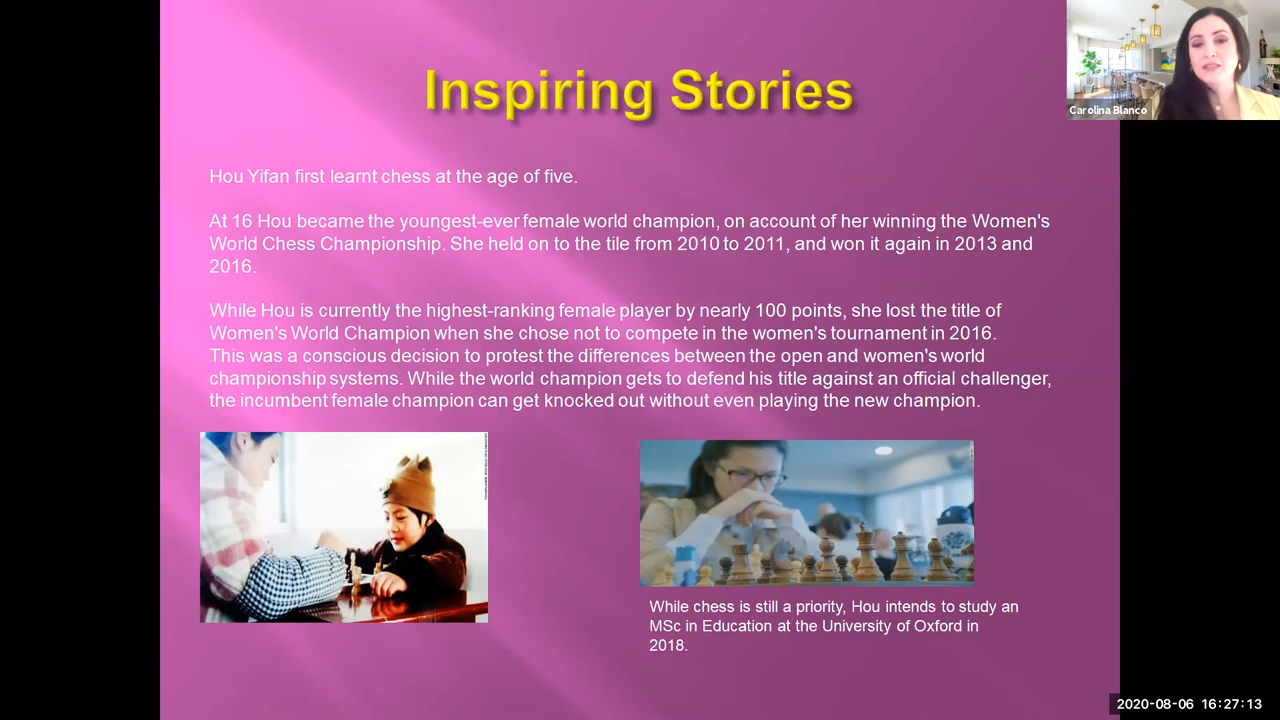 Carolina Blanco
Inspiring Stories
Hou Yifan first learnt chess at the age of five.
At 16 Hou became the youngest-ever female world champion, on account of her winning the Women's
World Chess Championship. She held on to the tile from 2010 to 2011, and won it again in 2013 and
2016.
While Hou is currently the highest-ranking female player by nearly 100 points, she lost the title of
Women's World Champion when she chose not to compete in the women's tournament in 2016.
This was a conscious decision to protest the differences between the open and women's world
championship systems. While the world champion gets to defend his title against an official challenger,
the incumbent female champion can get knocked out without even playing the new champion.
While chess is still a priority, Hou intends to study an
MSc in Education at the University of Oxford in
2018.
2020-08-06 16:27:13